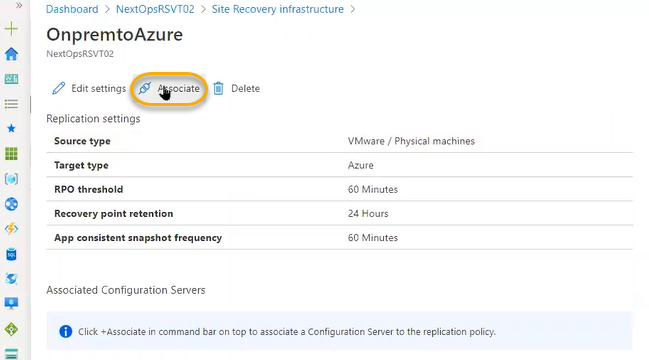 Dashboard > NextOpsRSVT02 > Site Recovery infrastructure >
OnpremtoAzure
NextOpsRSVT02
Edit settings Associate Delete
Replication settings
Source type VMware / Physical machines
Target type Azure
RPO threshold 60 Minutes
Recovery point retention 24 Hours
App consistent snapshot frequency 60 Minutes
Associated Configuration Servers
Click +Associate in command bar on top to associate a Configuration Server to the replication policy.